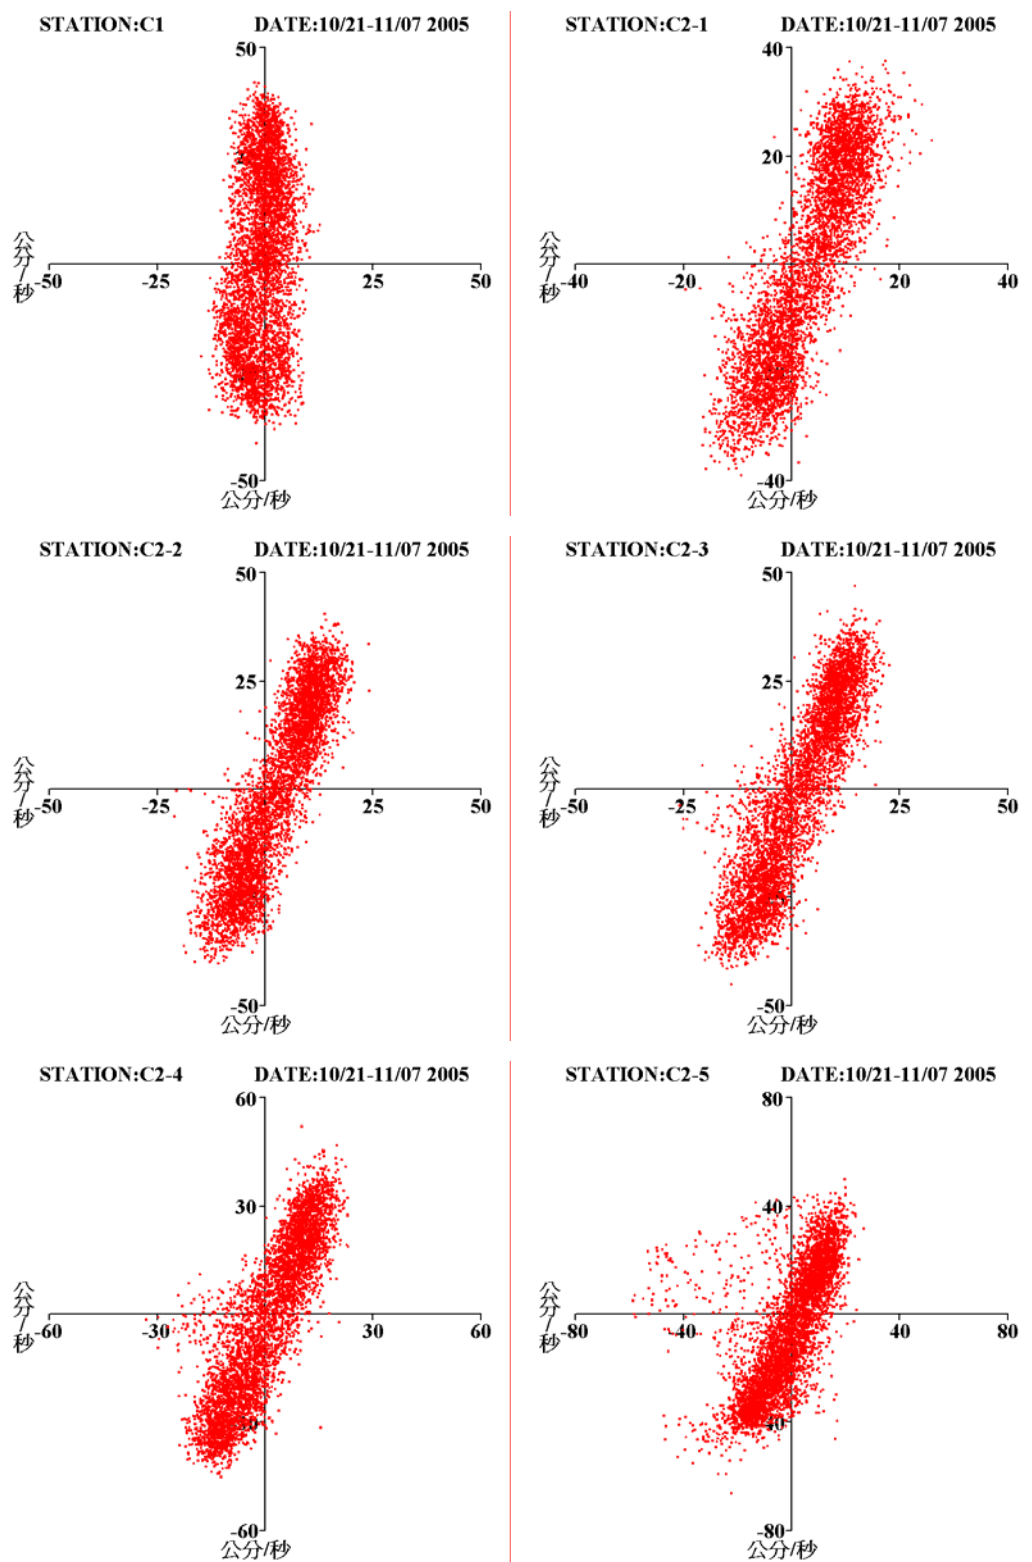 STATION:C1 DATE:10/21-11/07 2005
50
公分/秒
-50 -25 25 50
-50
公分/秒
STATION:C2-1 DATE:10/21-11/07 2005
40
20
公分/秒
-40 -20 20 40
-40
公分/秒
STATION:C2-2 DATE:10/21-11/07 2005
50
25
公分/秒
-50 -25 25 50
-50
公分/秒
STATION:C2-3 DATE:10/21-11/07 2005
50
25
公分/秒
-50 -25 25 50
-50
公分/秒
STATION:C2-4 DATE:10/21-11/07 2005
60
30
公分/秒
-60 -30 30 60
-60
公分/秒
STATION:C2-5 DATE:10/21-11/07 2005
80
40
公分/秒
-80 -40 40 80
-80
公分/秒